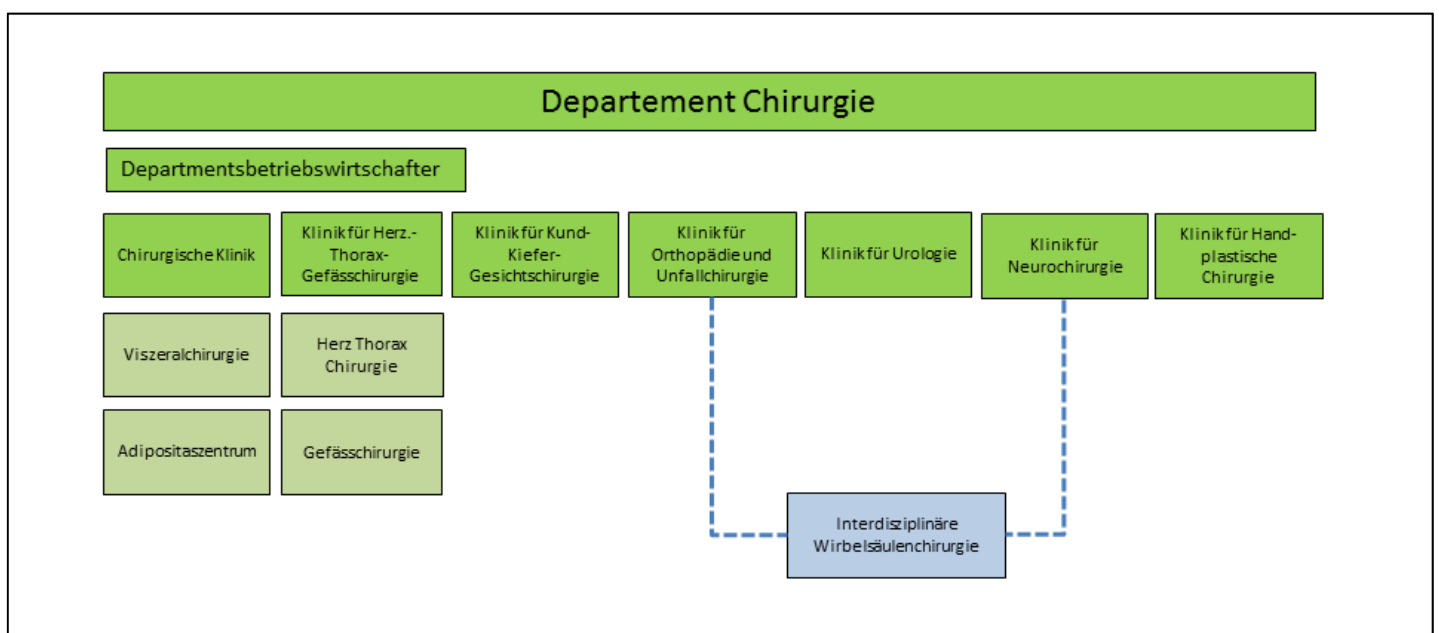 Departement Chirurgie
Departmentsbetriebswirtschafter
Chirurgische Klinik
Klinik für Herz.-
Thorax-
Gefässchirurgie
Klinik für Kund-
Kiefer-
Gesichtschirurgie
Klinik für
Orthopädie und
Unfallchirurgie
Klinik für Urologie
Klinik für
Neurochirurgie
Klinik für Hand-
plastische
Chirurgie
Viszeralchirurgie
Herz Thorax
Chirurgie
Adipositaszentrum
Gefässchirurgie
Interdisziplinäre
Wirbelsäulenchirurgie